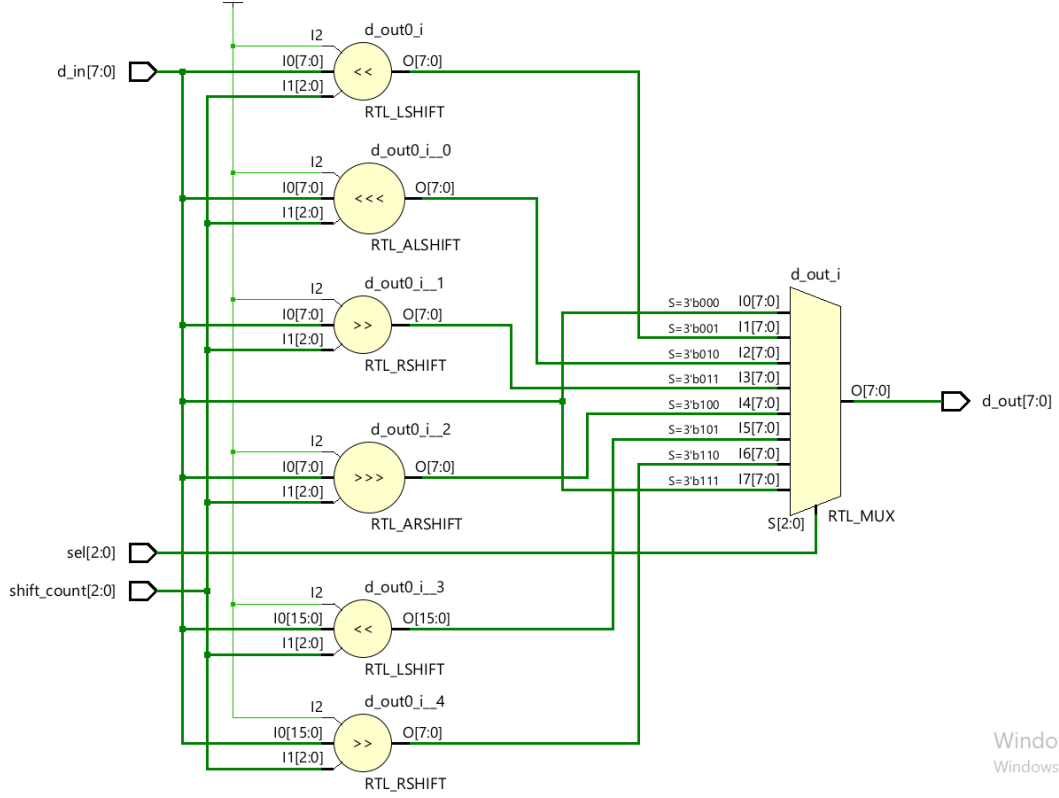 d_out0_i
I2
d_in[7:0]
I0[7:0]
<<
O[7:0]
I1[2:0]
RTL_LSHIFT
d_out0_i__0
I2
I0[7:0]
<<<
O[7:0]
I1[2:0]
RTL_ALSHIFT
d_out0_i__1
I2
I0[7:0]
>>
O[7:0]
I1[2:0]
RTL_RSHIFT
d_out_i
S=3'b000 I0[7:0]
S=3'b001 I1[7:0]
S=3'b010 I2[7:0]
S=3'b011 I3[7:0]
S=3'b100 I4[7:0]
S=3'b101 I5[7:0]
S=3'b110 I6[7:0]
S=3'b111 I7[7:0]
O[7:0]
d_out[7:0]
S[2:0]
RTL_MUX
d_out0_i__2
I2
I0[7:0]
>>>
O[7:0]
I1[2:0]
RTL_ARSHIFT
sel[2:0]
shift_count[2:0]
d_out0_i__3
I2
I0[15:0]
<<
O[15:0]
I1[2:0]
RTL_LSHIFT
d_out0_i__4
I2
I0[15:0]
>>
O[7:0]
I1[2:0]
RTL_RSHIFT
Windo
Windows